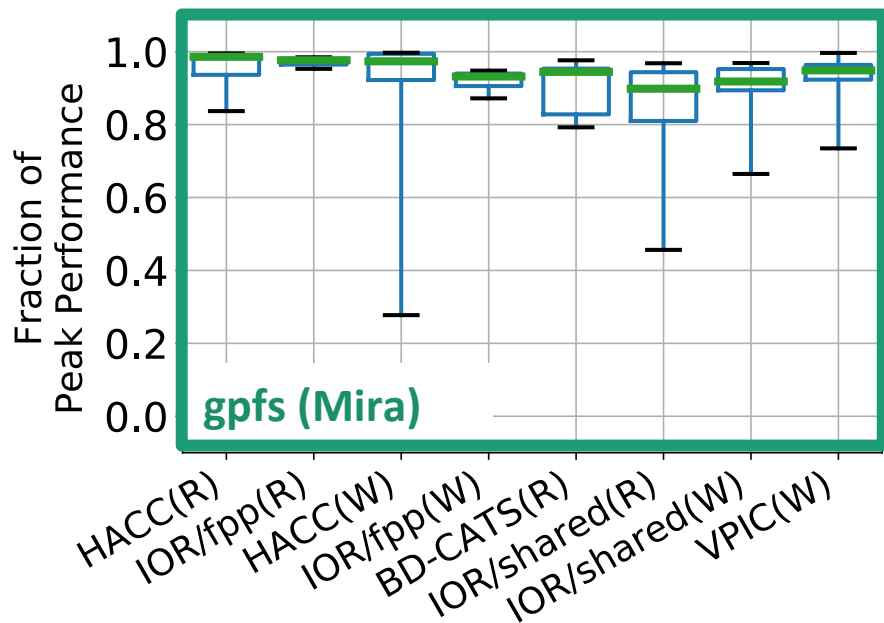 Fraction of
Peak Performance
1.0
0.8
0.6
0.4
0.2
0.0
gpfs (Mira)
HACC(R)
IOR/fpp(R)
HACC(W)
IOR/fpp(W)
BD-CATS(R)
IOR/shared(R)
IOR/shared(W)
VPIC(W)